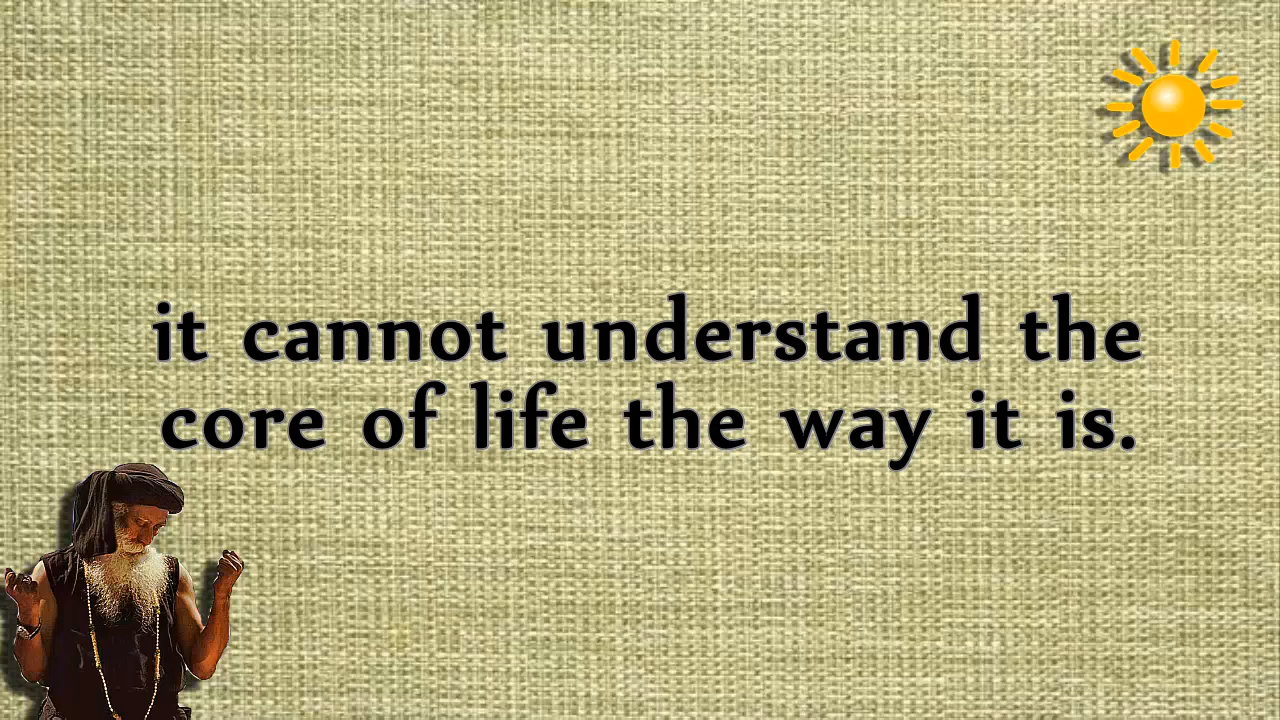 it cannot understand the
core of life the way it is.